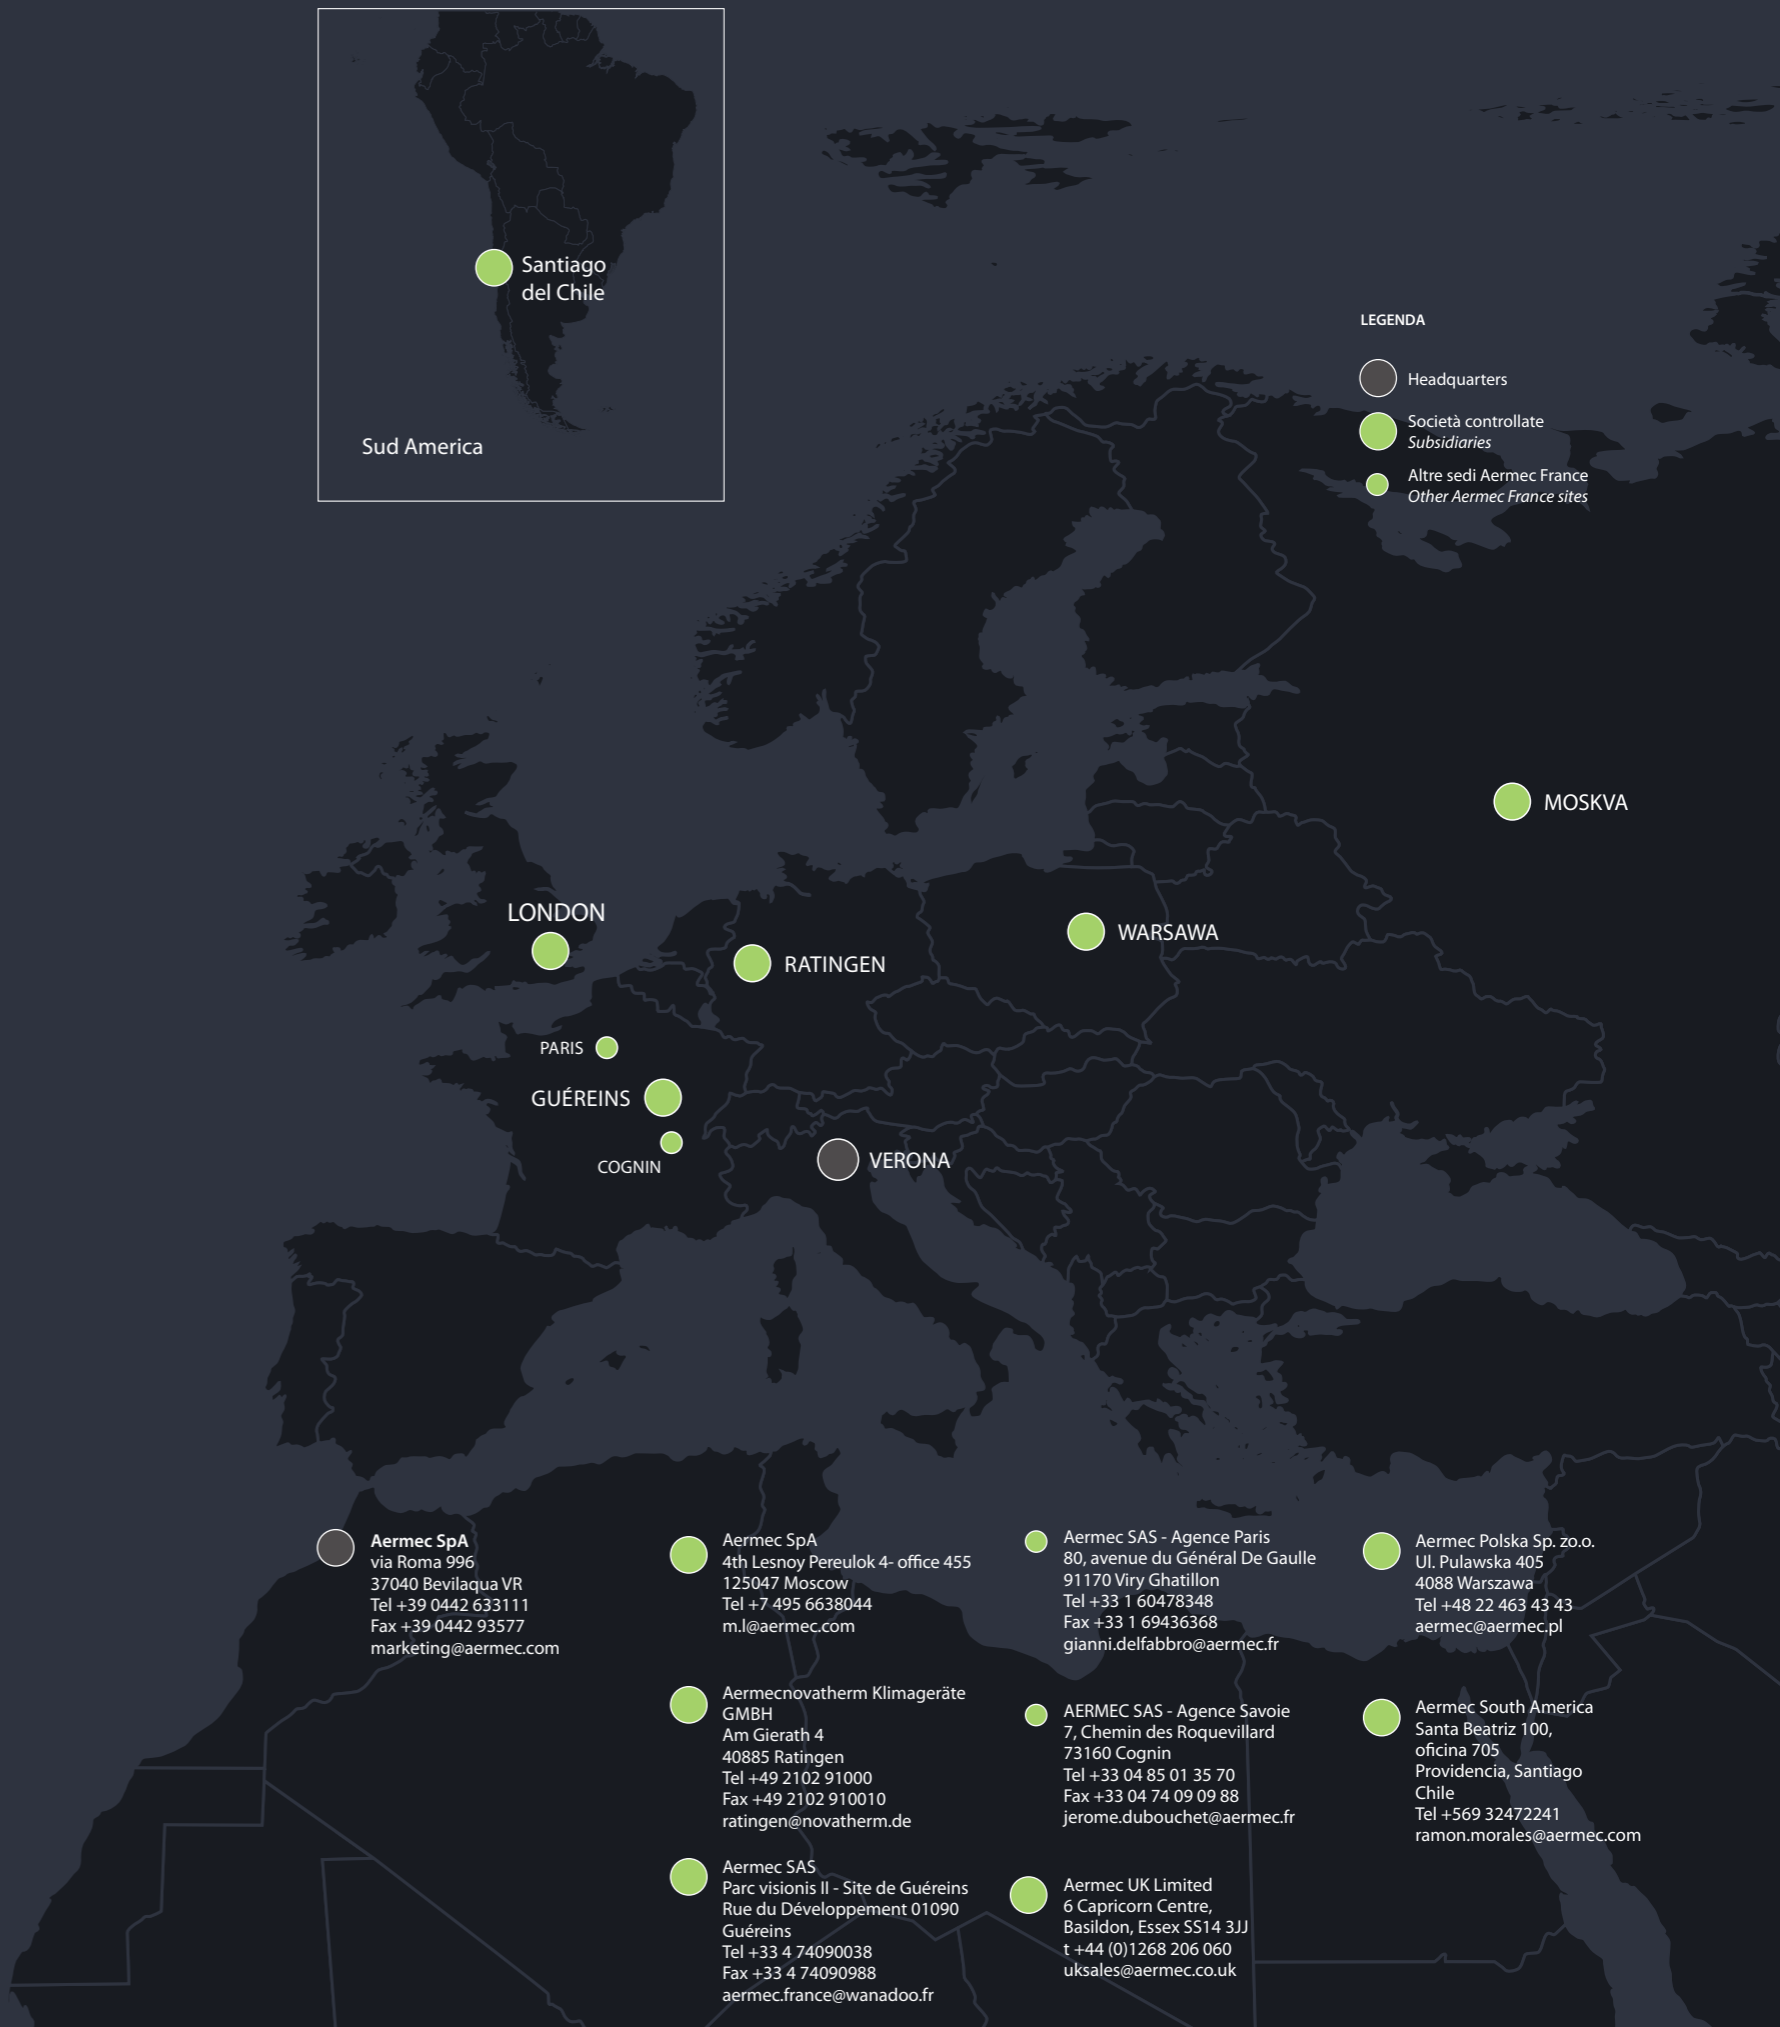 Santiago
del Chile
Sud America
LEGENDA
Headquarters
Società controllate
Subsidiaries
Altre sedi Aermec France
Other Aermec France sites
MOSKVA
LONDON
WARSAWA
RATINGEN
PARIS
GUÉREINS
COGNIN
VERONA
Aermec SpA
via Roma 996
37040 Bevilaqua VR
Tel +39 0442 633111
Fax +39 0442 93577
marketing@aermec.com
Aermec SpA
4th Lesnoy Pereulok 4- office 455
125047 Moscow
Tel +7 495 6638044
m.l@aermec.com
Aermecnovatherm Klimageräte
GMBH
Am Gierath 4
40885 Ratingen
Tel +49 2102 91000
Fax +49 2102 910010
ratingen@novatherm.de
Aermec SAS
Parc visionis II - Site de Guéreins
Rue du Développement 01090
Guéreins
Tel +33 4 74090038
Fax +33 4 74090988
aermec.france@wanadoo.fr
Aermec SAS - Agence Paris
80, avenue du Général De Gaulle
91170 Viry Ghatillon
Tel +33 1 60478348
Fax +33 1 69436368
gianni.delfabbro@aermec.fr
AERMEC SAS - Agence Savoie
7, Chemin des Roquevillard
73160 Cognin
Tel +33 04 85 01 35 70
Fax +33 04 74 09 09 88
jerome.dubouchet@aermec.fr
Aermec UK Limited
6 Capricorn Centre,
Basildon, Essex SS14 3JJ
t +44 (0)1268 206 060
uksales@aermec.co.uk
Aermec Polska Sp. zo.o.
Ul. Pulawska 405
4088 Warszawa
Tel +48 22 463 43 43
aermec@aermec.pl
Aermec South America
Santa Beatriz 100,
oficina 705
Providencia, Santiago
Chile
Tel +569 32472241
ramon.morales@aermec.com